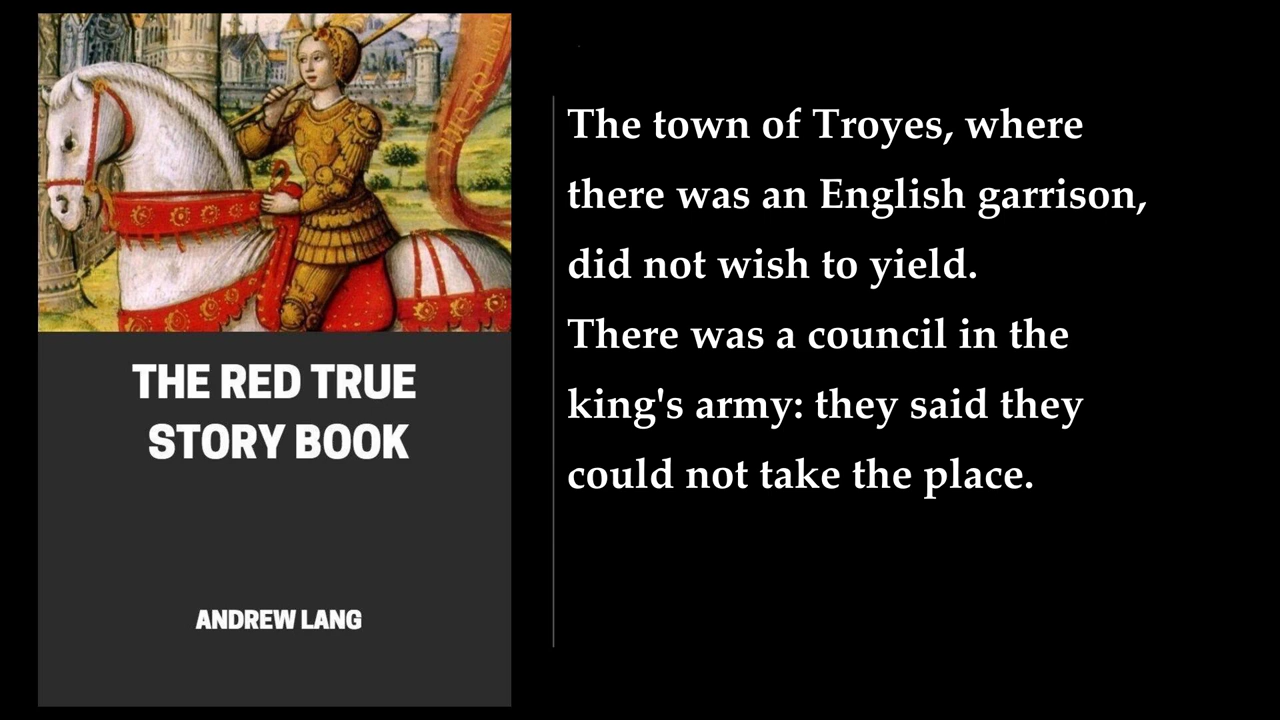 THE RED TRUE
STORY BOOK
ANDREW LANG
The town of Troyes, where
there was an English garrison,
did not wish to yield.
There was a council in the
king's army: they said they
could not take the place.